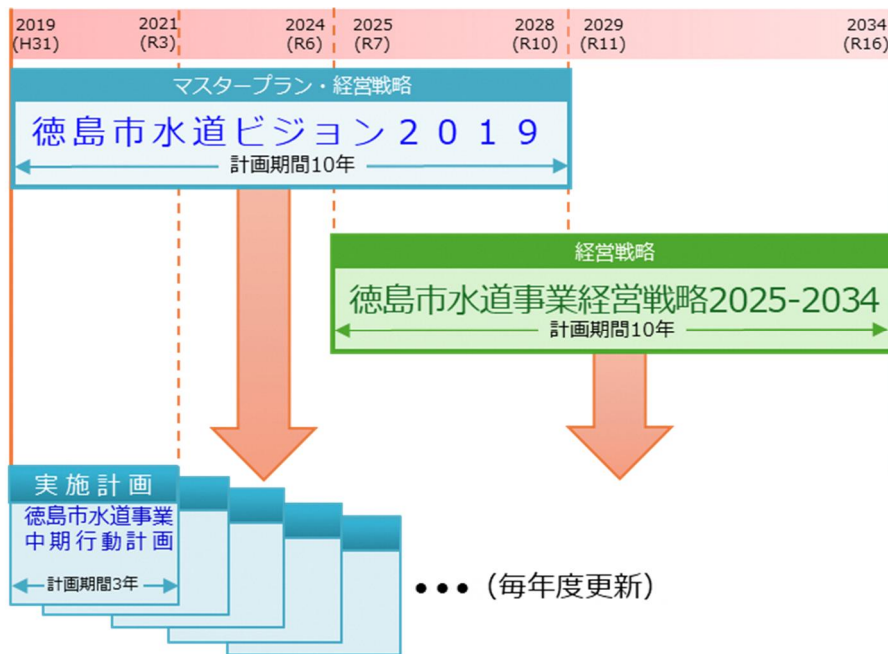 2019 2021 2024 2025 2028 2029 2034
(H31) (R3) (R6) (R7) (R10) (R11) (R16)
マスタープラン・経営戦略
徳島市水道ビジョン２０１９
計画期間10年
経営戦略
徳島市水道事業経営戦略2025-2034
計画期間10年
実施計画
徳島市水道事業
中期行動計画
計画期間3年
•••(毎年度更新)